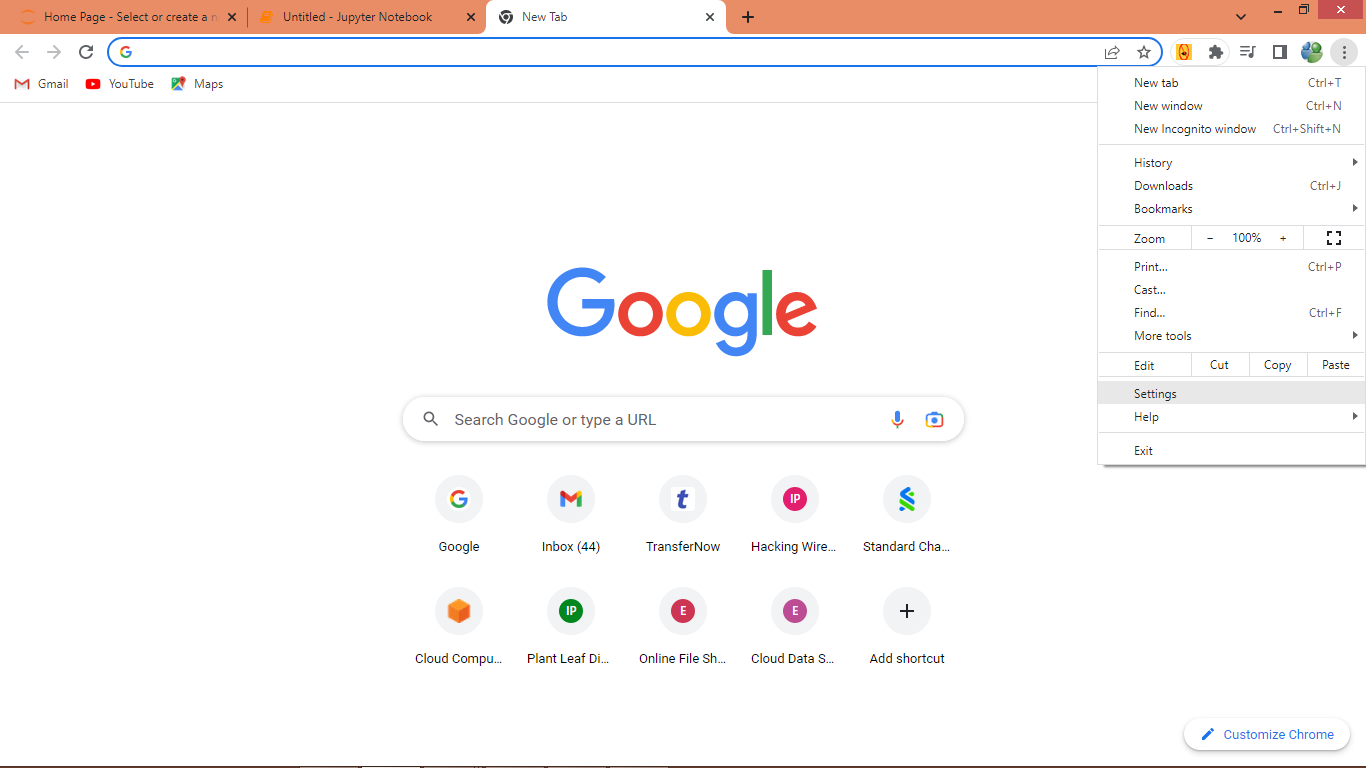 Home Page - Select or create a n
Untitled - Jupyter Notebook
New Tab
Gmail
YouTube
Maps
New tab Ctrl+T
New window Ctrl+N
New Incognito window Ctrl+Shift+N
History
Downloads Ctrl+J
Bookmarks
Zoom − 100% +
Print... Ctrl+P
Cast...
Find... Ctrl+F
More tools
Edit Cut Copy Paste
Settings
Help
Exit
Google
Search Google or type a URL
t
IP
Google
Inbox (44)
TransferNow
Hacking Wire...
Standard Cha...
IP
E
E
Cloud Compu...
Plant Leaf Di...
Online File Sh...
Cloud Data S...
Add shortcut
Customize Chrome